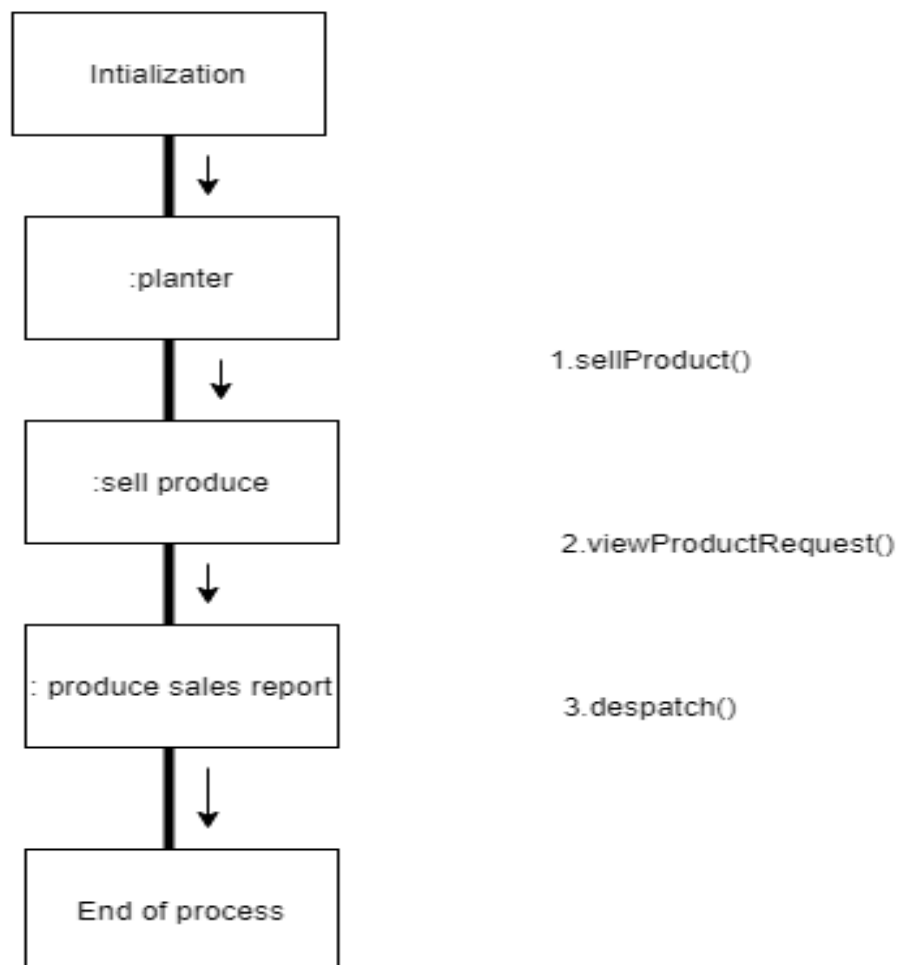 Intialization
:planter
1.sellProduct()
:sell produce
2.viewProductRequest()
: produce sales report
3.despatch()
End of process